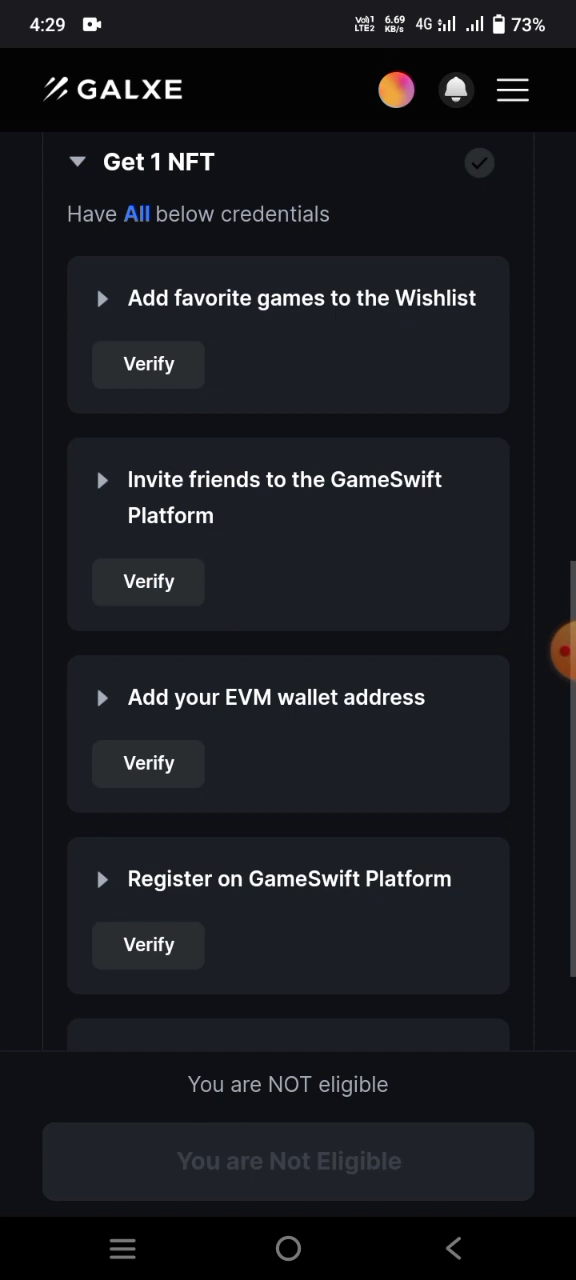 4:29
Vo))1 LTE2
6.69 KB/s
4G
73%
GALXE
Get 1 NFT
Have All below credentials
Add favorite games to the Wishlist
Verify
Invite friends to the GameSwift
Platform
Verify
Add your EVM wallet address
Verify
Register on GameSwift Platform
Verify
You are NOT eligible
You are Not Eligible